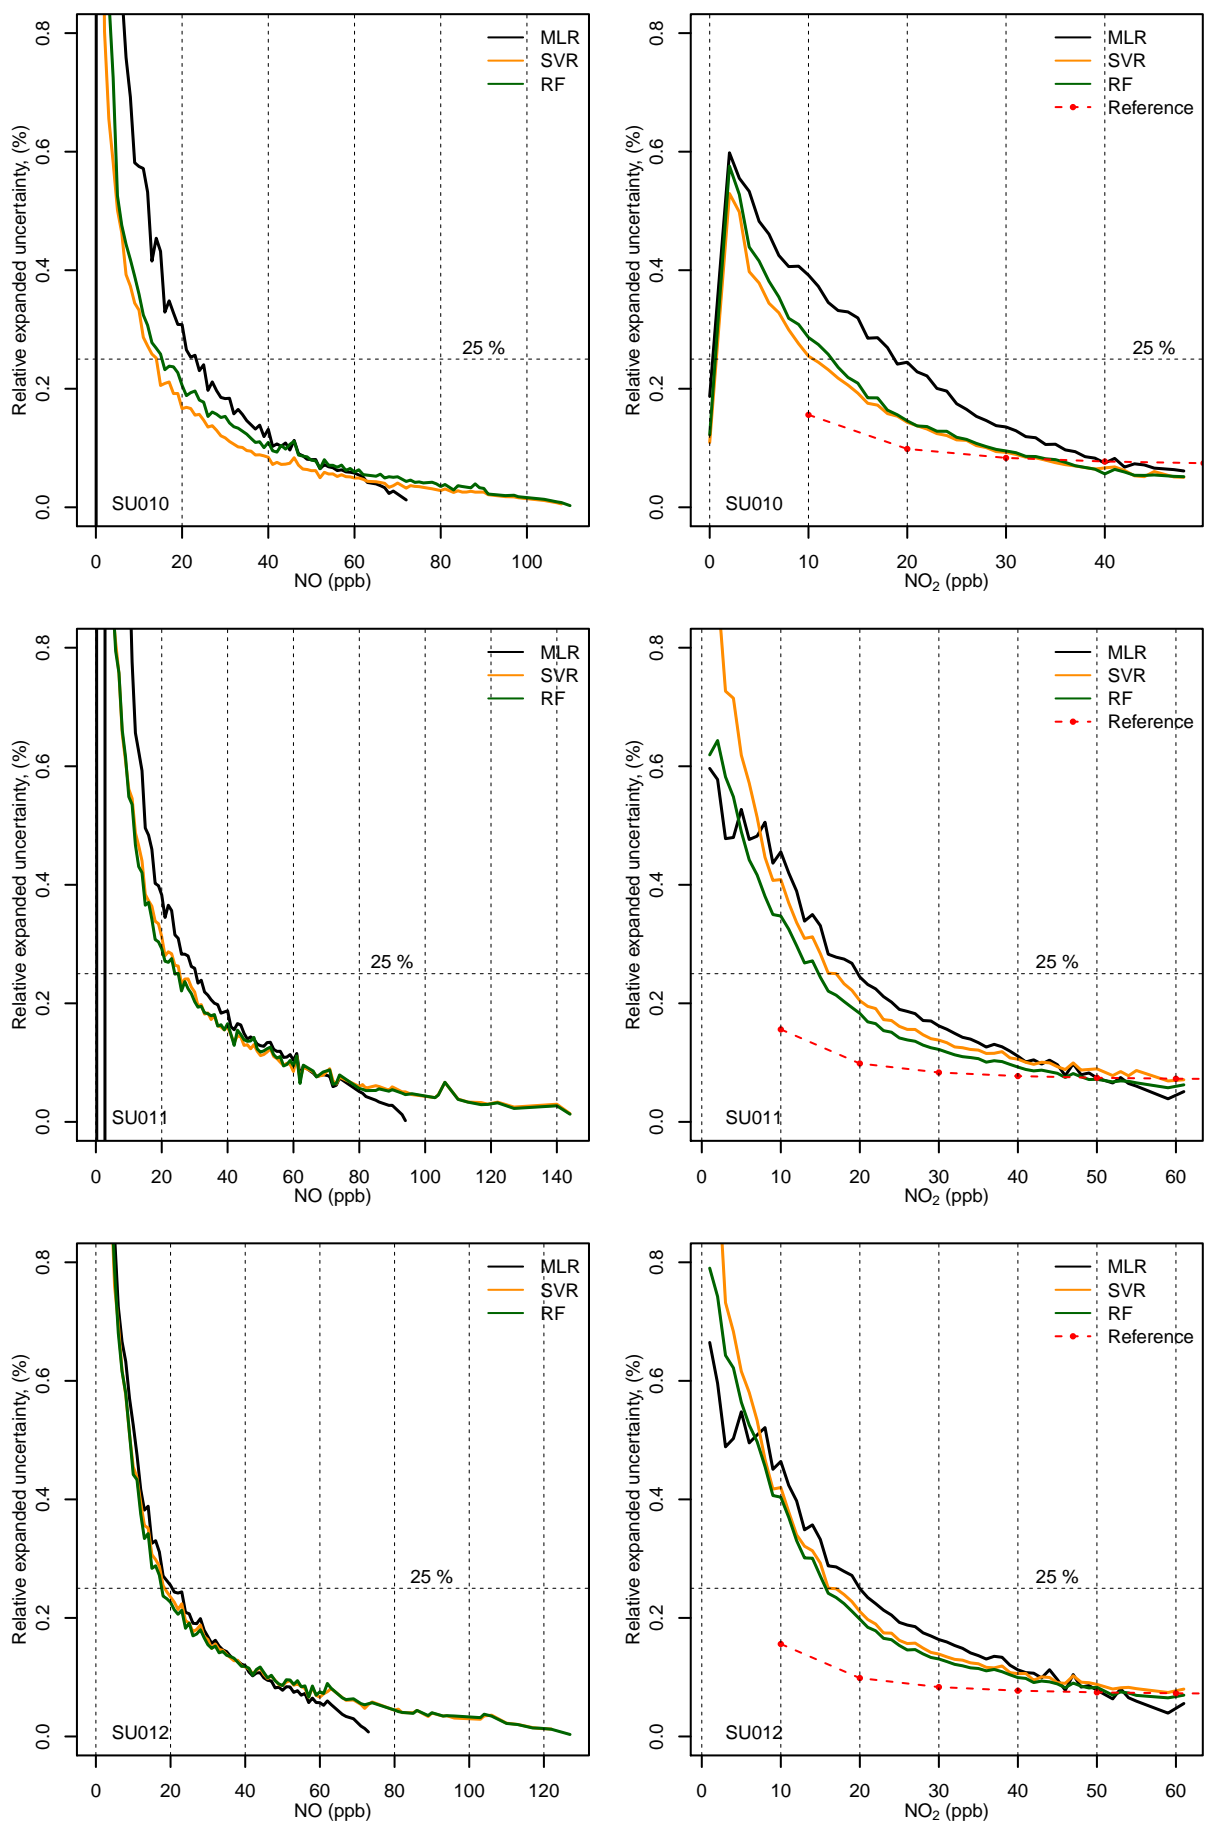 Relative expanded uncertainty, (%)
0.0 0.2 0.4 0.6 0.8
MLR
SVR
RF
25 %
SU010
0 20 40 60 80 100
NO (ppb)
Relative expanded uncertainty, (%)
0.0 0.2 0.4 0.6 0.8
MLR
SVR
RF
Reference
25 %
SU010
0 10 20 30 40
NO₂ (ppb)
Relative expanded uncertainty, (%)
0.0 0.2 0.4 0.6 0.8
MLR
SVR
RF
25 %
SU011
0 20 40 60 80 100 120 140
NO (ppb)
Relative expanded uncertainty, (%)
0.0 0.2 0.4 0.6 0.8
MLR
SVR
RF
Reference
25 %
SU011
0 10 20 30 40 50 60
NO₂ (ppb)
Relative expanded uncertainty, (%)
0.0 0.2 0.4 0.6 0.8
MLR
SVR
RF
25 %
SU012
0 20 40 60 80 100 120
NO (ppb)
Relative expanded uncertainty, (%)
0.0 0.2 0.4 0.6 0.8
MLR
SVR
RF
Reference
25 %
SU012
0 10 20 30 40 50 60
NO₂ (ppb)